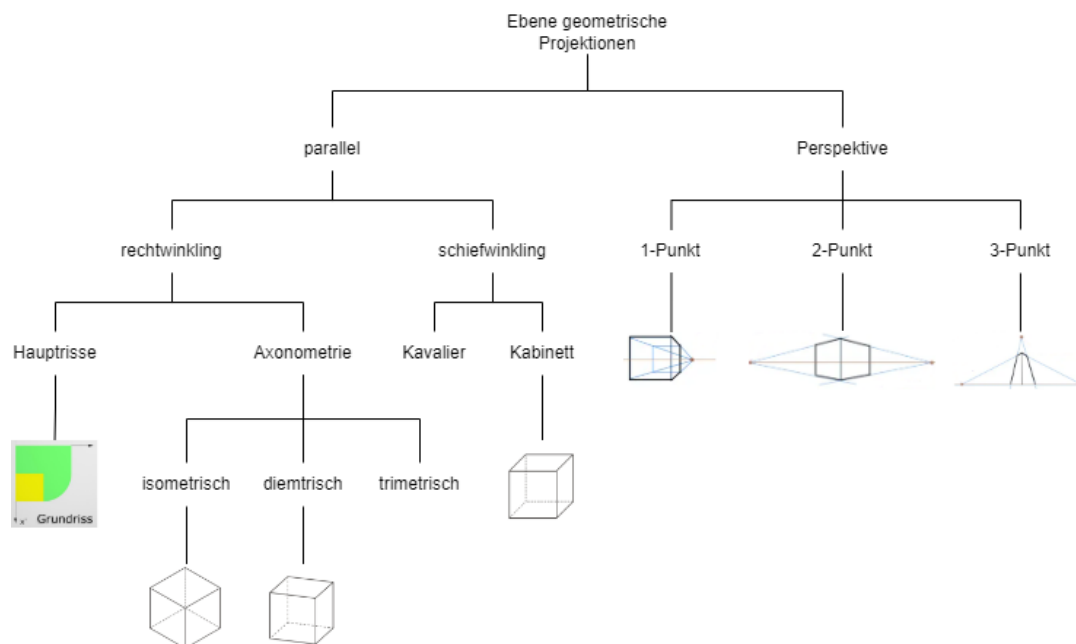 Ebene geometrische
Projektionen
parallel
Perspektive
rechtwinkling
schiefwinkling
1-Punkt
2-Punkt
3-Punkt
Hauptrisse
Axonometrie
Kavalier
Kabinett
isometrisch
diemtrisch
trimetrisch
x'
Grundriss